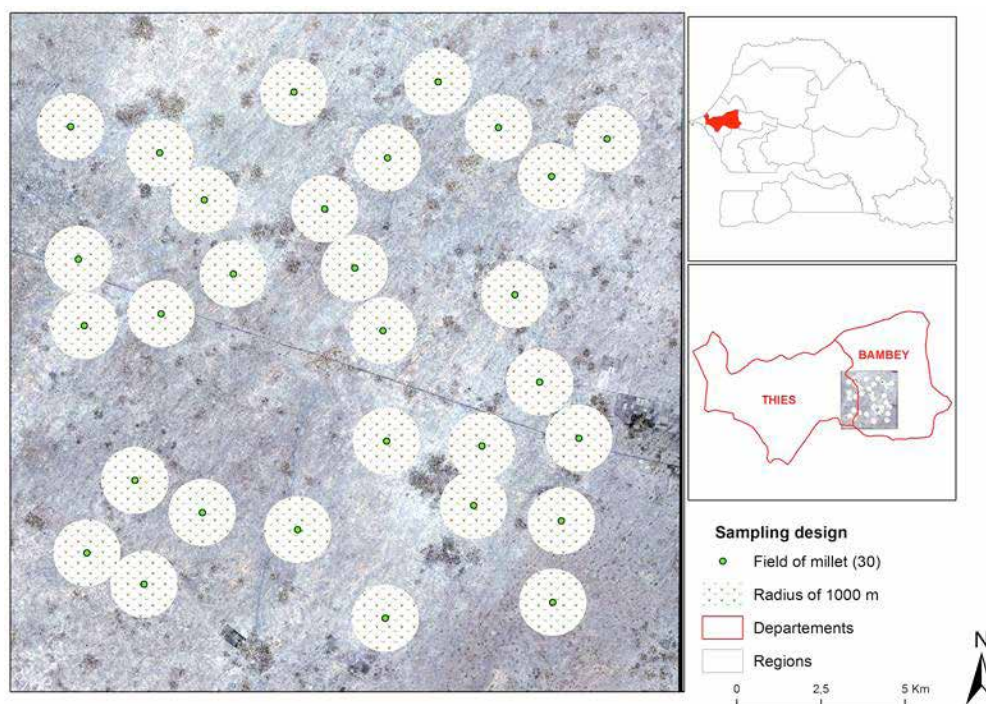 THIES
BAMBEY
Sampling design
Field of millet (30)
Radius of 1000 m
Departements
Regions
N
0 2,5 5 Km